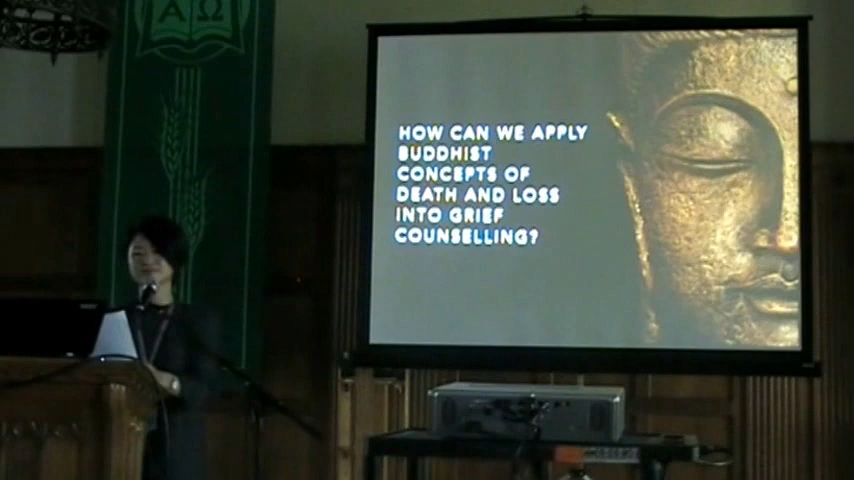 Α Ω
HOW CAN WE APPLY
BUDDHIST
CONCEPTS OF
DEATH AND LOSS
INTO GRIEF
COUNSELLING?